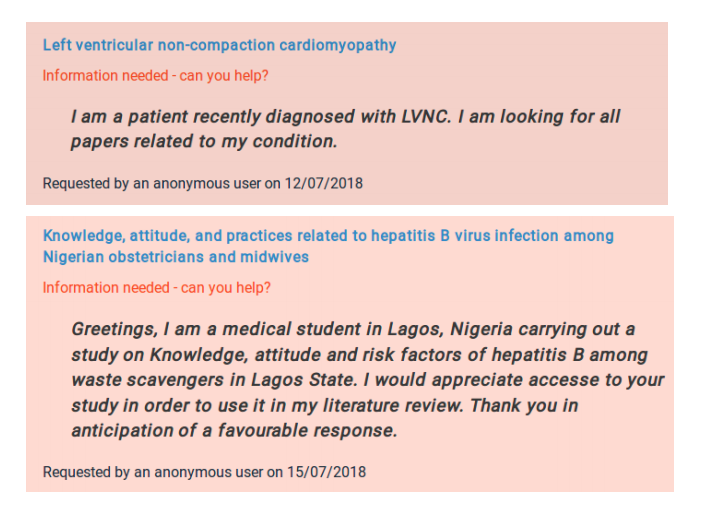 Left ventricular non-compaction cardiomyopathy
Information needed - can you help?
I am a patient recently diagnosed with LVNC. I am looking for all
papers related to my condition.
Requested by an anonymous user on 12/07/2018
Knowledge, attitude, and practices related to hepatitis B virus infection among
Nigerian obstetricians and midwives
Information needed - can you help?
Greetings, I am a medical student in Lagos, Nigeria carrying out a
study on Knowledge, attitude and risk factors of hepatitis B among
waste scavengers in Lagos State. I would appreciate accesse to your
study in order to use it in my literature review. Thank you in
anticipation of a favourable response.
Requested by an anonymous user on 15/07/2018